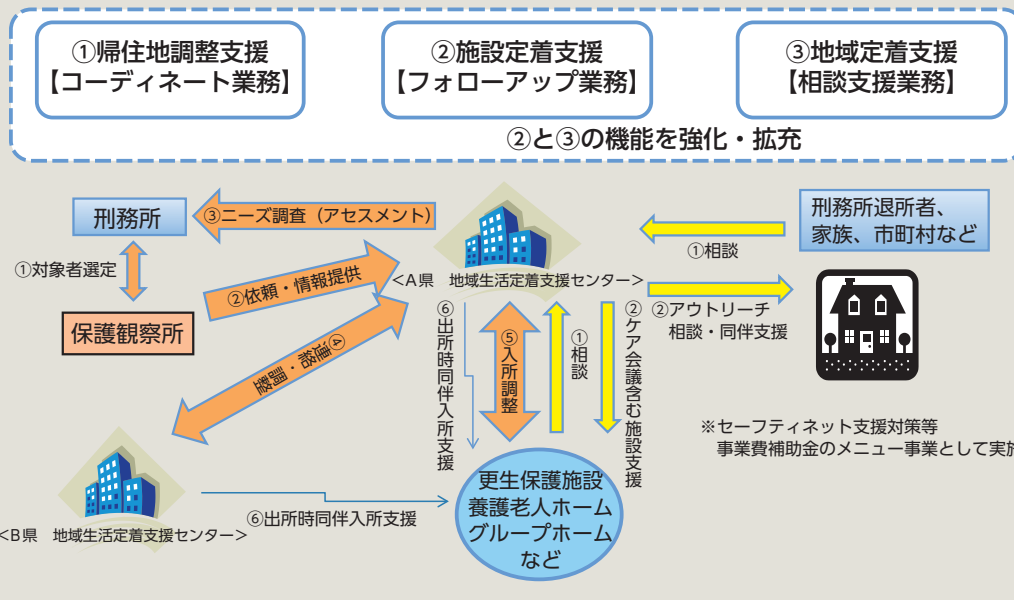 ①帰住地調整支援
【コーディネート業務】
②施設定着支援
【フォローアップ業務】
③地域定着支援
【相談支援業務】
②と③の機能を強化・拡充
刑務所
③ニーズ調査（アセスメント）
刑務所退所者、
家族、市町村など
①相談
①対象者選定
②依頼・情報提供
<A県　地域生活定着支援センター>
保護観察所
④連絡・調整
⑥出所時同伴入所支援
⑤入所調整
①相談
②ケア会議含む施設支援
②アウトリーチ
相談・同伴支援
※セーフティネット支援対策等
事業費補助金のメニュー事業として実施
更生保護施設
養護老人ホーム
グループホーム
など
⑥出所時同伴入所支援
<B県　地域生活定着支援センター>